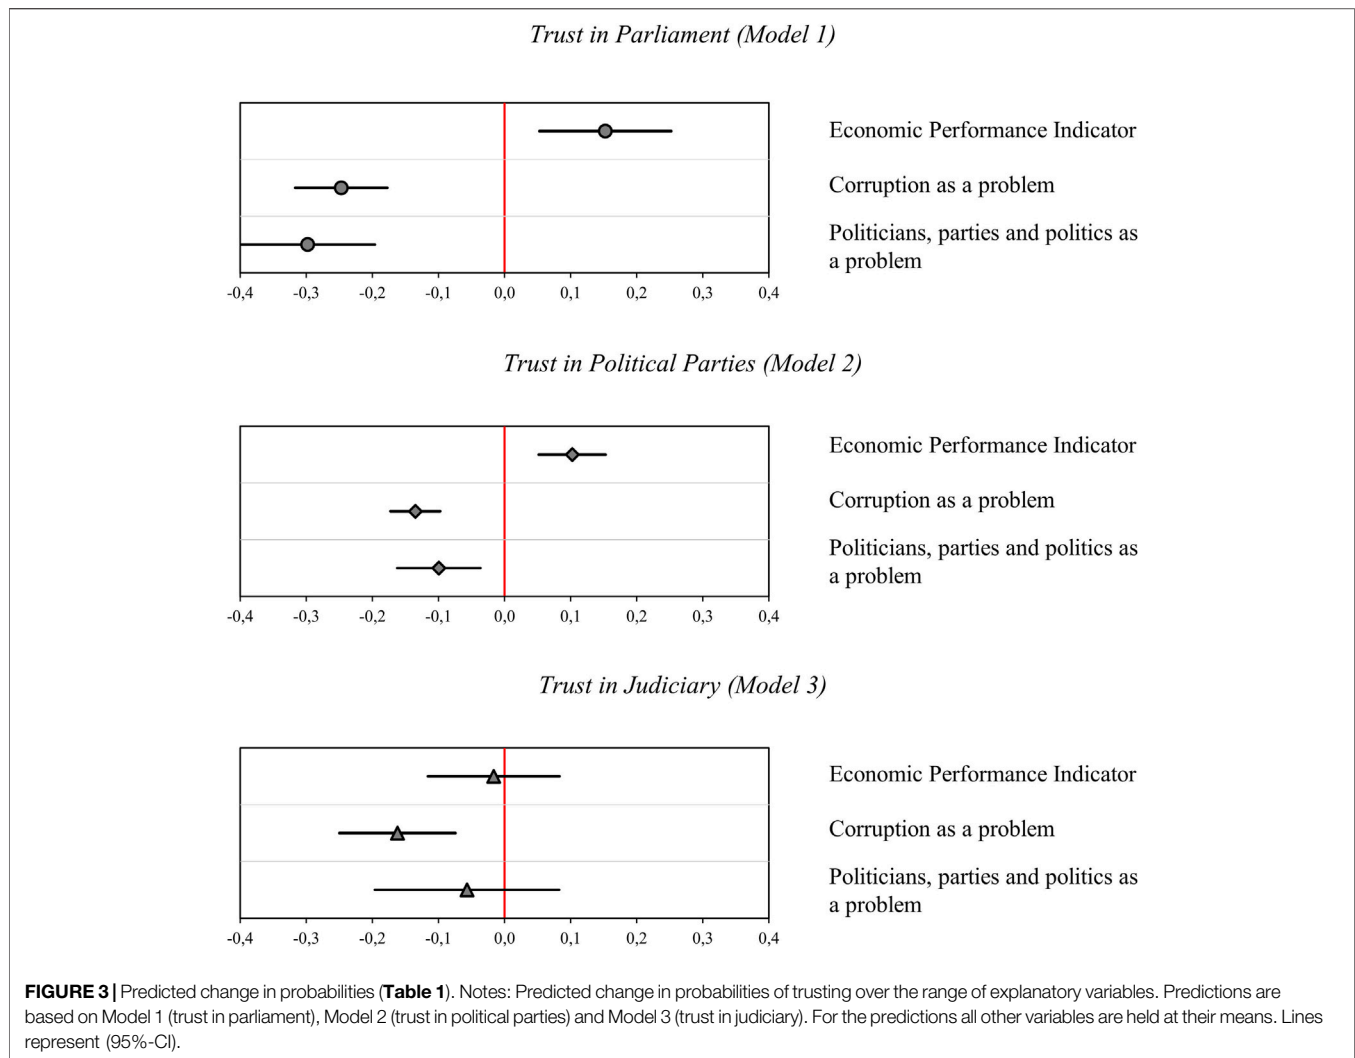 Trust in Parliament (Model 1)
Economic Performance Indicator
Corruption as a problem
Politicians, parties and politics as
a problem
-0,4 -0,3 -0,2 -0,1 0,0 0,1 0,2 0,3 0,4
Trust in Political Parties (Model 2)
Economic Performance Indicator
Corruption as a problem
Politicians, parties and politics as
a problem
-0,4 -0,3 -0,2 -0,1 0,0 0,1 0,2 0,3 0,4
Trust in Judiciary (Model 3)
Economic Performance Indicator
Corruption as a problem
Politicians, parties and politics as
a problem
-0,4 -0,3 -0,2 -0,1 0,0 0,1 0,2 0,3 0,4
FIGURE 3 | Predicted change in probabilities (Table 1). Notes: Predicted change in probabilities of trusting over the range of explanatory variables. Predictions are
based on Model 1 (trust in parliament), Model 2 (trust in political parties) and Model 3 (trust in judiciary). For the predictions all other variables are held at their means. Lines
represent (95%-CI).